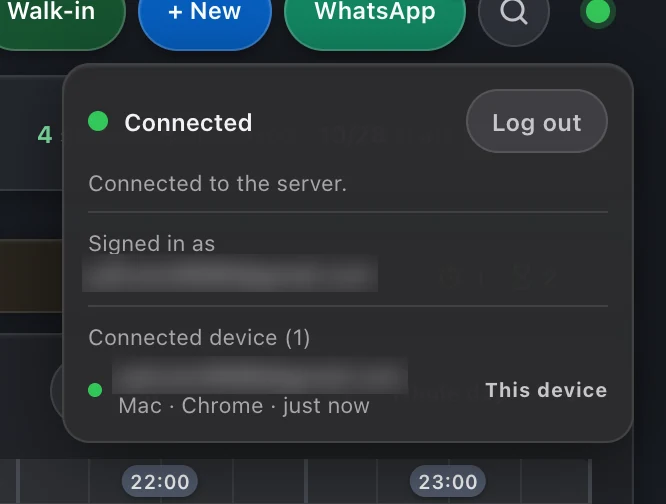 Walk-in
+ New
WhatsApp
4
Connected
Log out
Connected to the server.
Signed in as
Connected device (1)
Mac · Chrome · just now
This device
22:00
23:00